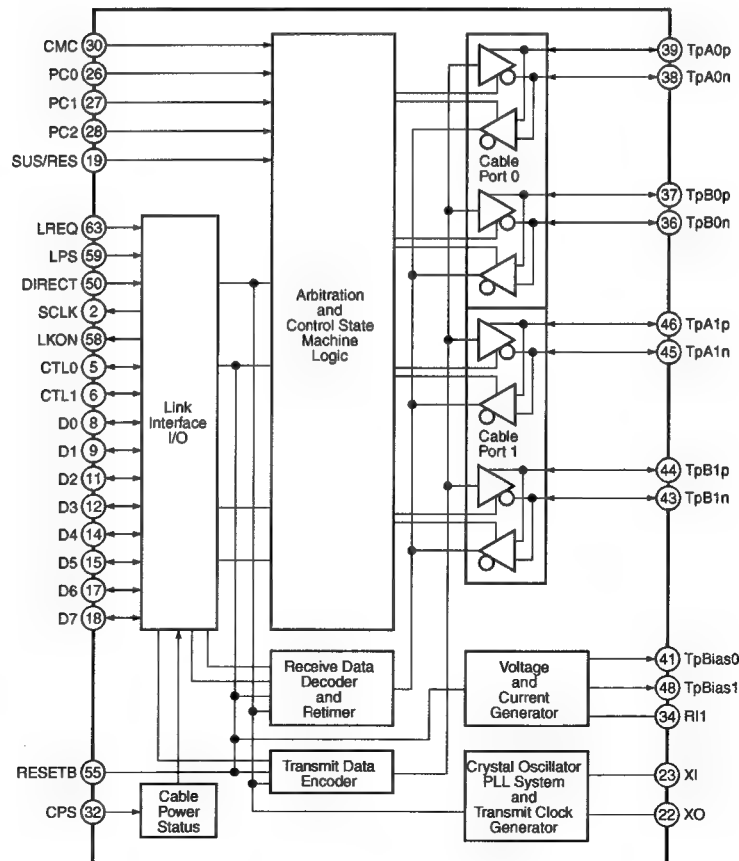 CMC 30
PC0 26
PC1 27
PC2 28
SUS/RES 19
LREQ 63
LPS 59
DIRECT 50
SCLK 2
LKON 58
CTL0 5
CTL1 6
D0 8
D1 9
D2 11
D3 12
D4 14
D5 15
D6 17
D7 18
RESETB 55
CPS 32
Link
Interface
I/O
Arbitration
and
Control State
Machine
Logic
Cable
Port 0
Cable
Port 1
Receive Data
Decoder
and
Retimer
Transmit Data
Encoder
Cable
Power
Status
Voltage
and
Current
Generator
Crystal Oscillator
PLL System
and
Transmit Clock
Generator
39 TpA0p
38 TpA0n
37 TpB0p
36 TpB0n
46 TpA1p
45 TpA1n
44 TpB1p
43 TpB1n
41 TpBias0
48 TpBias1
34 RI1
23 XI
22 XO